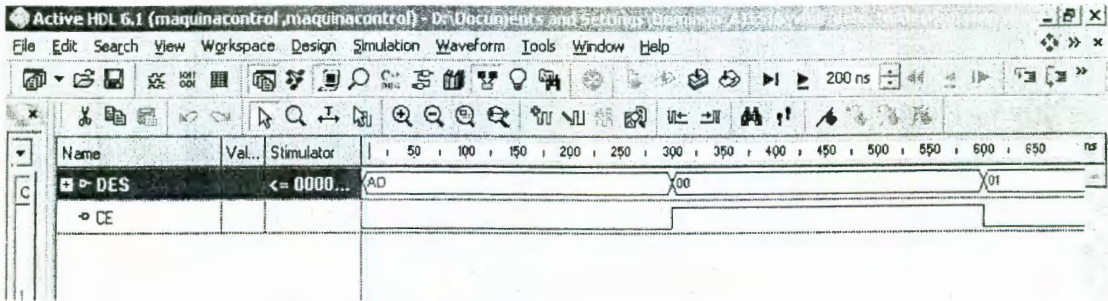 Active HDL 6.1 (maquinacontrol ,maquinacontrol) - D:\Documents and Settings\Domingo
File Edit Search View Workspace Design Simulation Waveform Tools Window Help
200 ns
Name Val... Stimulator 50 100 150 200 250 300 350 400 450 500 550 600 650 ns
DES <= 0000... AD 00 01
CE
C